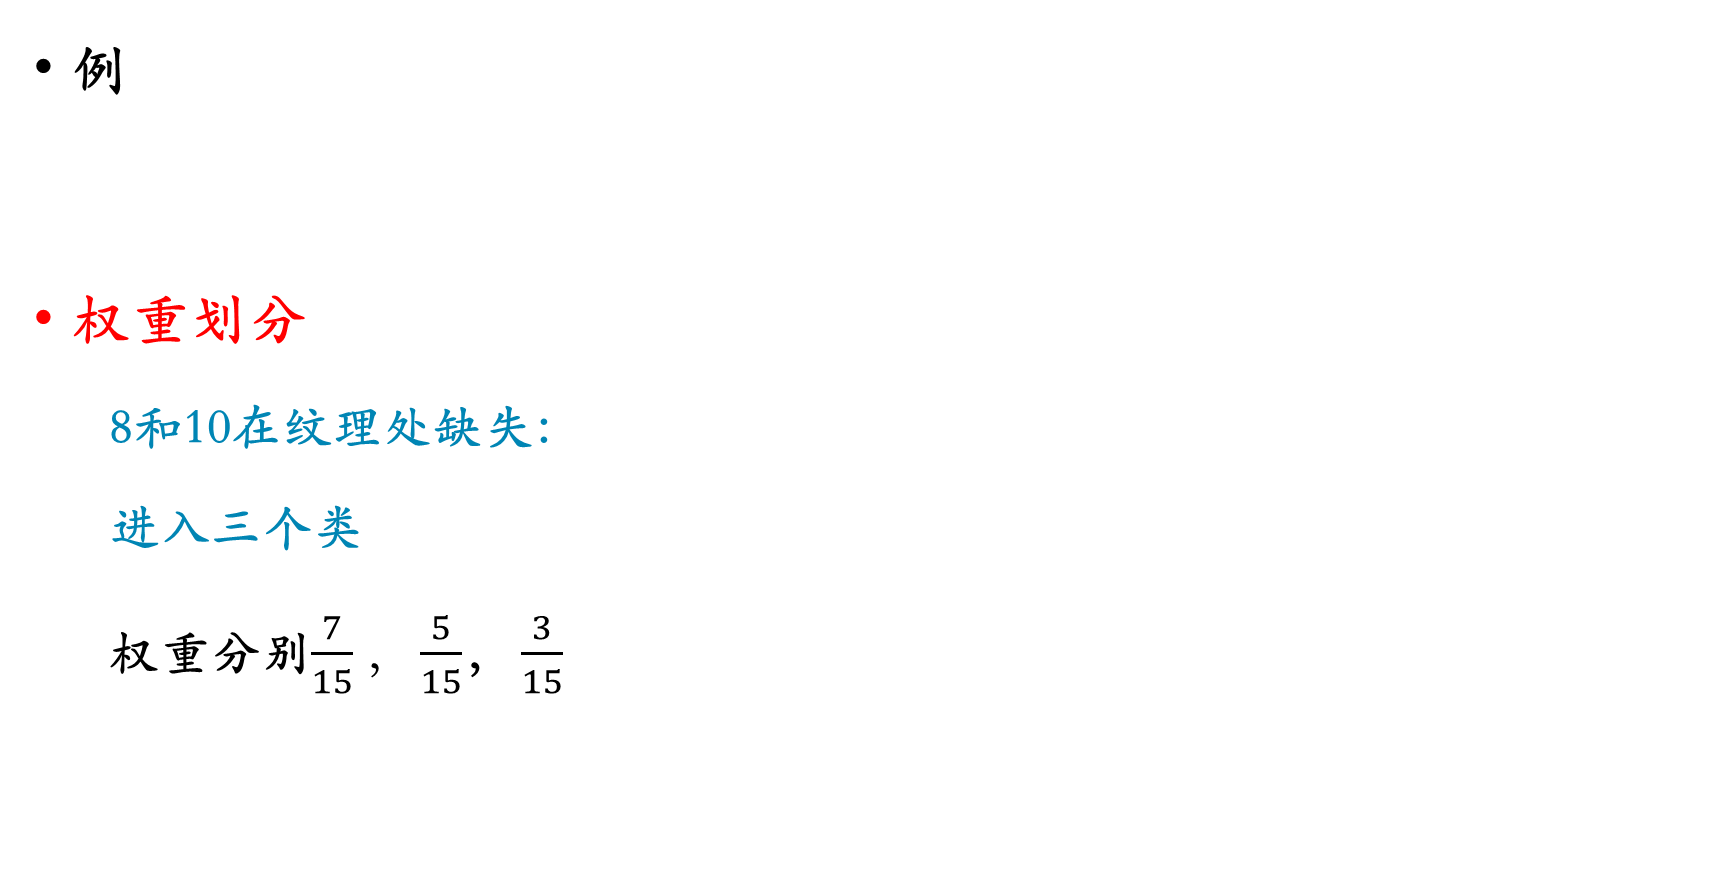 • 例
• 权重划分
8和10在纹理处缺失:
进入三个类
权重分别7/15 , 5/15, 3/15